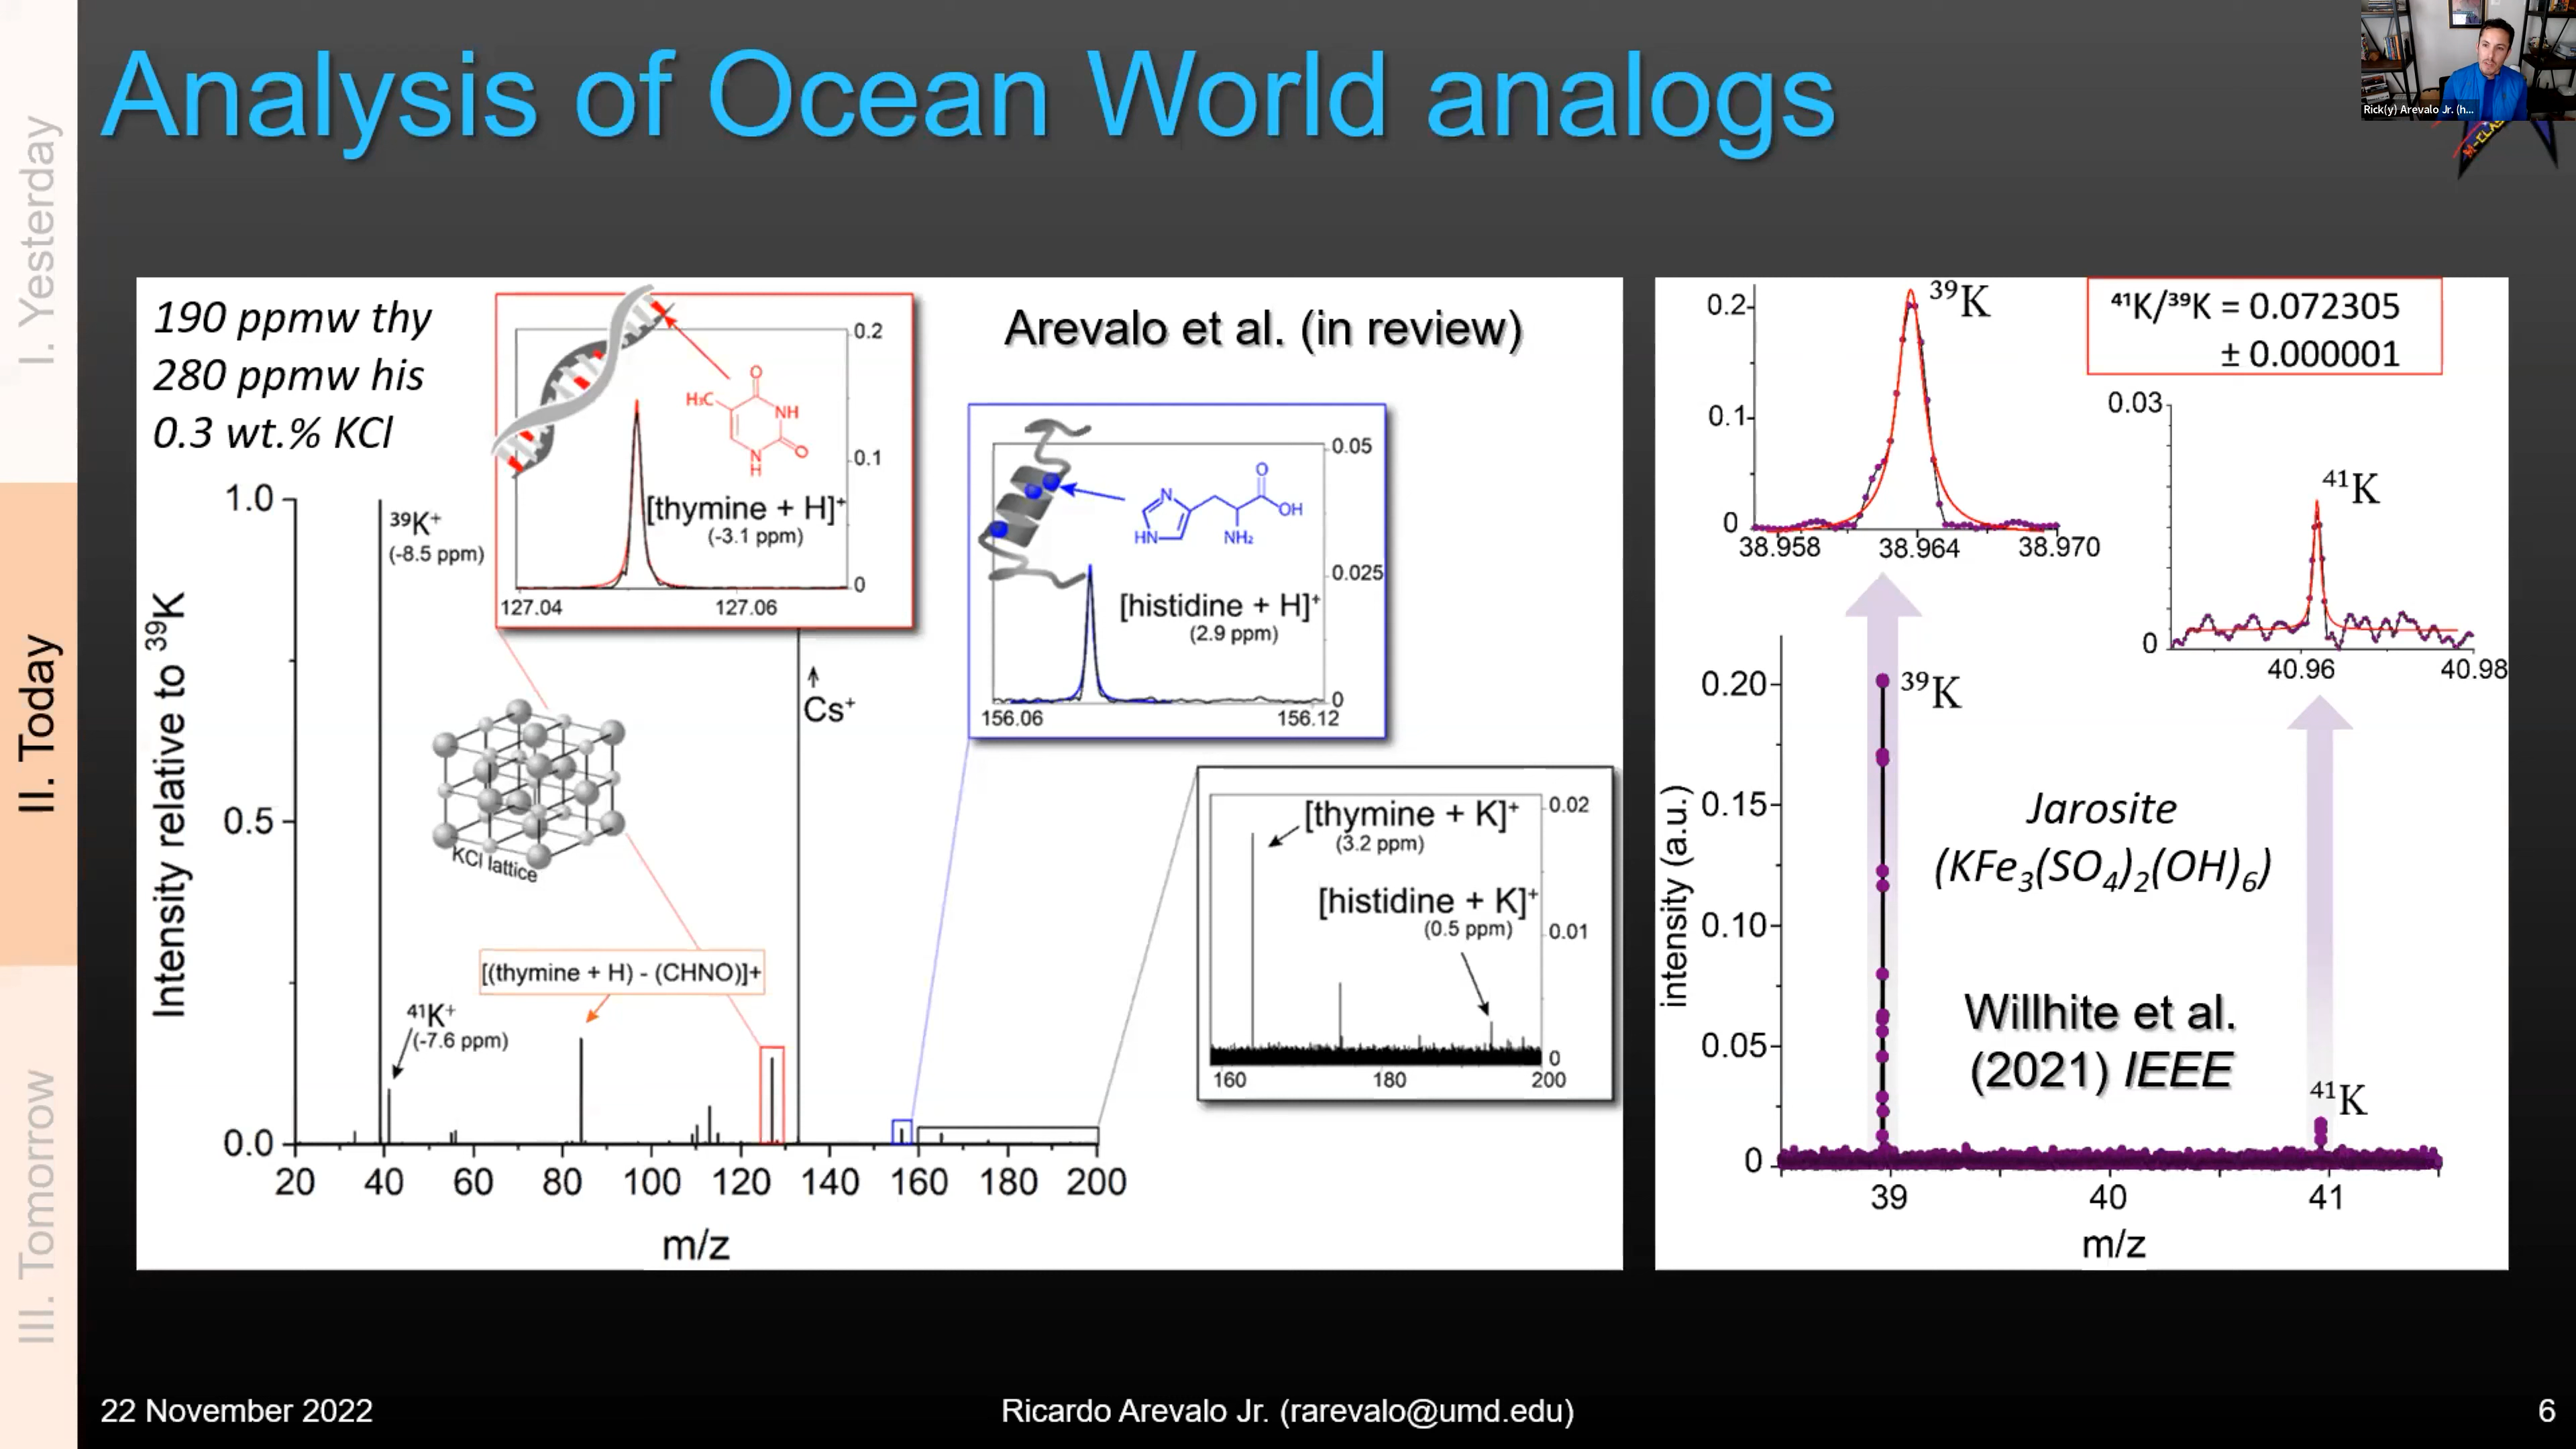 Analysis of Ocean World analogs
Rick(y) Arevalo Jr. (h...
I. Yesterday
II. Today
III. Tomorrow
190 ppmw thy
280 ppmw his
0.3 wt.% KCl
Arevalo et al. (in review)
Intensity relative to ³⁹K
1.0
0.5
0.0
20 40 60 80 100 120 140 160 180 200
m/z
³⁹K⁺
(-8.5 ppm)
⁴¹K⁺
(-7.6 ppm)
Cs⁺
KCl lattice
[(thymine + H) - (CHNO)]+
0.2
0.1
0
H₃C
O
NH
O
N
H
[thymine + H]⁺
(-3.1 ppm)
127.04 127.06
0.05
0.025
0
O
N
OH
HN
NH₂
[histidine + H]⁺
(2.9 ppm)
156.06 156.12
[thymine + K]⁺
(3.2 ppm)
[histidine + K]⁺
(0.5 ppm)
0.02
0.01
0
160 180 200
0.2
0.1
0
³⁹K
38.958 38.964 38.970
⁴¹K/³⁹K = 0.072305
± 0.000001
0.03
0
⁴¹K
40.96 40.98
intensity (a.u.)
0.20
0.15
0.10
0.05
0
³⁹K
Jarosite
(KFe₃(SO₄)₂(OH)₆)
Willhite et al.
(2021) IEEE
⁴¹K
39 40 41
m/z
22 November 2022
Ricardo Arevalo Jr. (rarevalo@umd.edu)
6